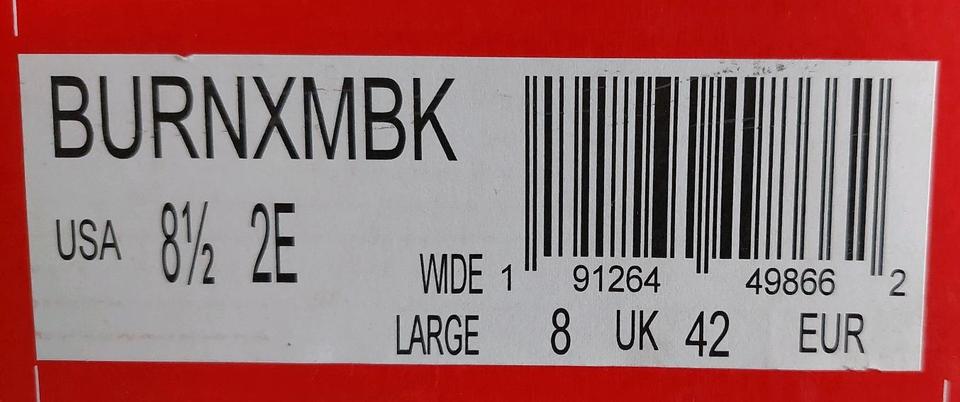 BURNXMBK
USA 8½ 2E
WIDE 1 91264 49866 2
LARGE 8 UK 42 EUR